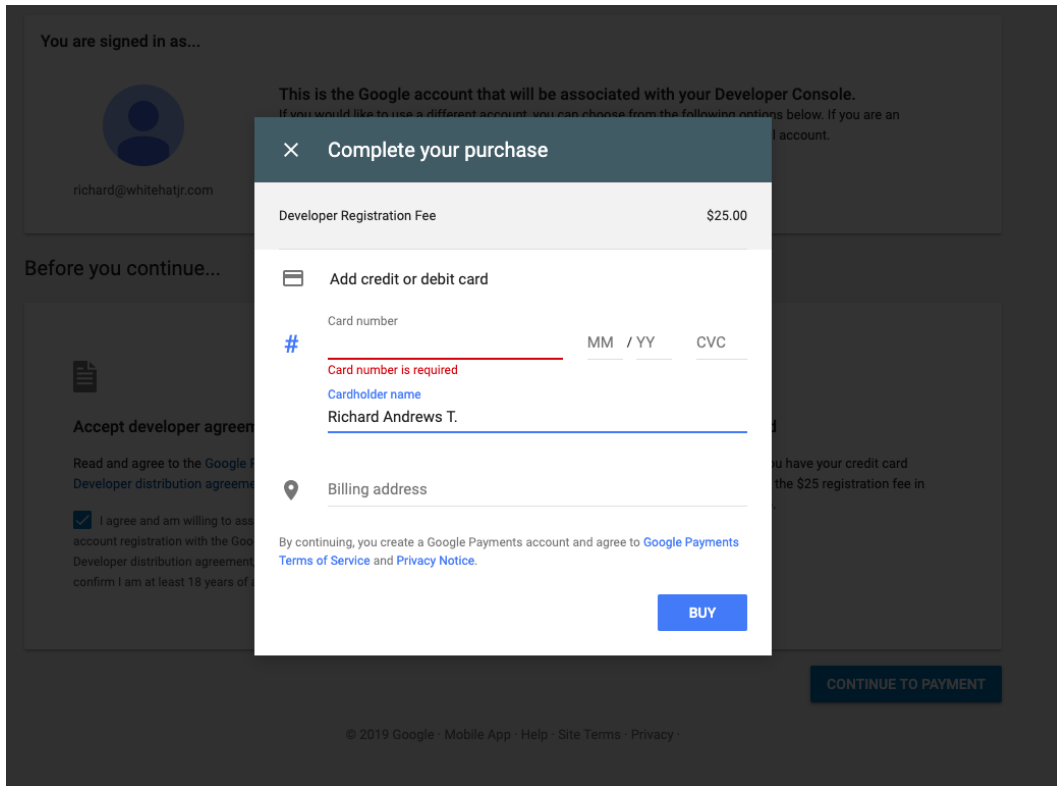 You are signed in as...
This is the Google account that will be associated with your Developer Console.
If you would like to use a different account, you can choose from the following options below. If you are an
l account.
richard@whitehatjr.com
Complete your purchase
Developer Registration Fee $25.00
Before you continue...
Add credit or debit card
Card number
# MM / YY CVC
Card number is required
Cardholder name
Richard Andrews T.
Accept developer agreem
d
Read and agree to the Google P
u have your credit card
Developer distribution agreeme
the $25 registration fee in
Billing address
I agree and am willing to ass
account registration with the Goo
Developer distribution agreement,
confirm I am at least 18 years of a
By continuing, you create a Google Payments account and agree to Google Payments
Terms of Service and Privacy Notice.
BUY
CONTINUE TO PAYMENT
© 2019 Google · Mobile App · Help · Site Terms · Privacy ·